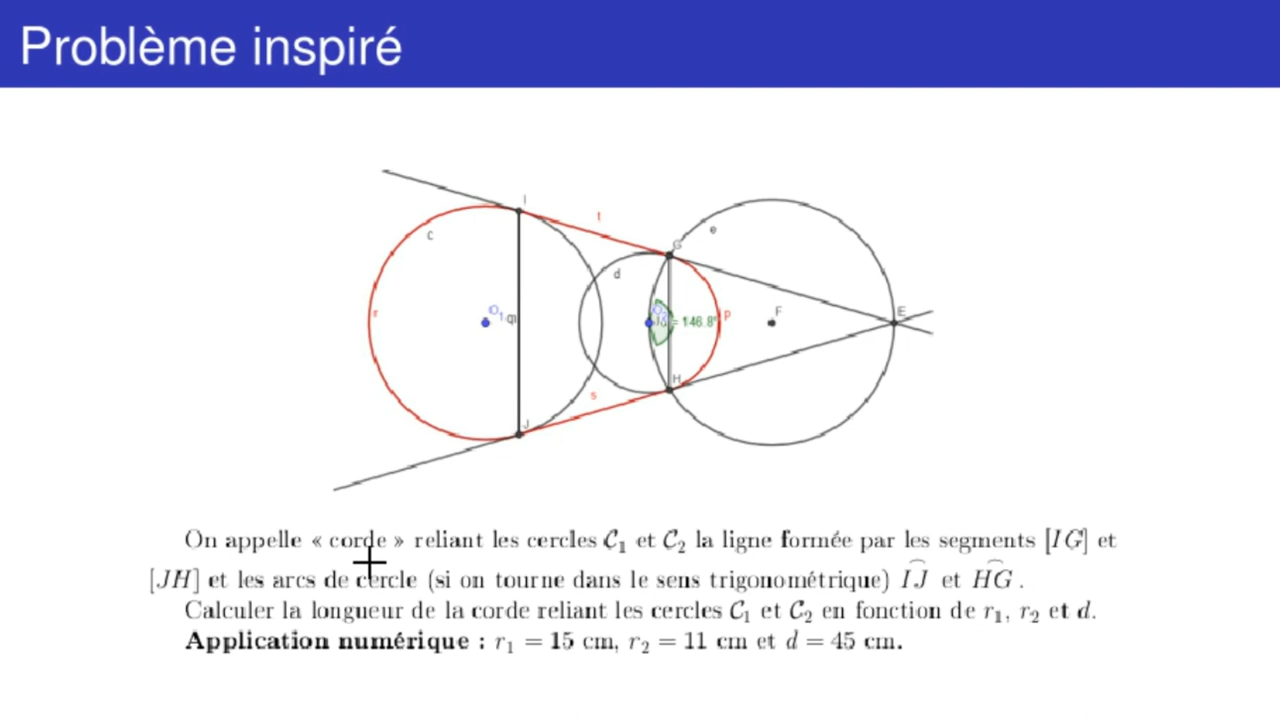 Problème inspiré
I
t
c
G
e
d
r
O₁
q
O
= 146.8°
p
F
E
H
s
J
On appelle « corde » reliant les cercles 𝒞₁ et 𝒞₂ la ligne formée par les segments [IG] et
[JH] et les arcs de cercle (si on tourne dans le sens trigonométrique) I͡J et H͡G.
Calculer la longueur de la corde reliant les cercles 𝒞₁ et 𝒞₂ en fonction de r₁, r₂ et d.
Application numérique : r₁ = 15 cm, r₂ = 11 cm et d = 45 cm.